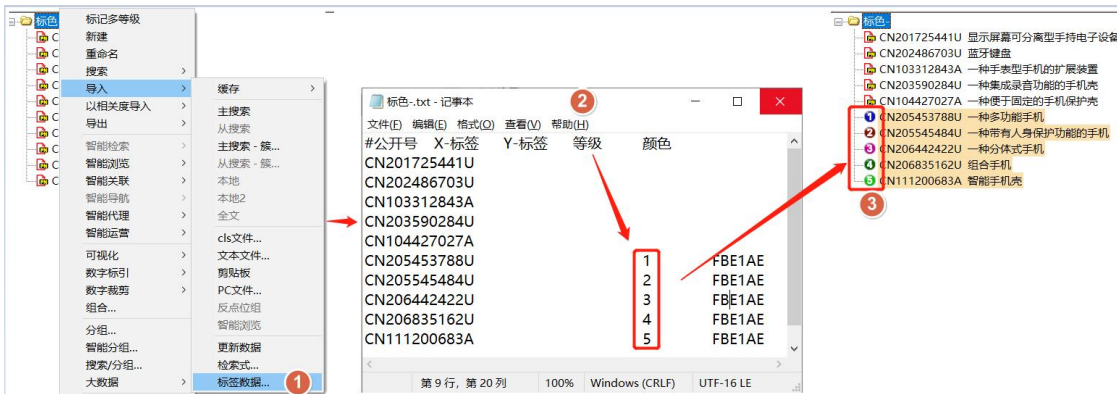 标色
C
C
C
C
C
C
C
C
C
C
标记多等级
新建
重命名
搜索
导入
以相关度导入
导出
智能检索
智能浏览
智能关联
智能导航
智能代理
智能运营
可视化
数字标引
数字裁剪
组合...
分组...
智能分组...
搜索/分组...
大数据
缓存
主搜索
从搜索
主搜索 - 簇...
从搜索 - 簇...
本地
本地2
全文
cls文件...
文本文件...
剪贴板
PC文件...
反点位组
智能浏览
更新数据
检索式...
标签数据... 1
标色-.txt - 记事本 2
文件(F) 编辑(E) 格式(O) 查看(V) 帮助(H)
#公开号 X-标签 Y-标签 等级 颜色
CN201725441U
CN202486703U
CN103312843A
CN203590284U
CN104427027A
CN205453788U 1 FBE1AE
CN205545484U 2 FBE1AE
CN206442422U 3 FBE1AE
CN206835162U 4 FBE1AE
CN111200683A 5 FBE1AE
第 9 行，第 20 列 100% Windows (CRLF) UTF-16 LE
标色-
CN201725441U 显示屏幕可分离型手持电子设备
CN202486703U 蓝牙键盘
CN103312843A 一种手表型手机的扩展装置
CN203590284U 一种集成录音功能的手机壳
CN104427027A 一种便于固定的手机保护壳
1 CN205453788U 一种多功能手机
2 CN205545484U 一种带有人身保护功能的手机
3 CN206442422U 一种分体式手机
4 CN206835162U 组合手机
5 CN111200683A 智能手机壳
3